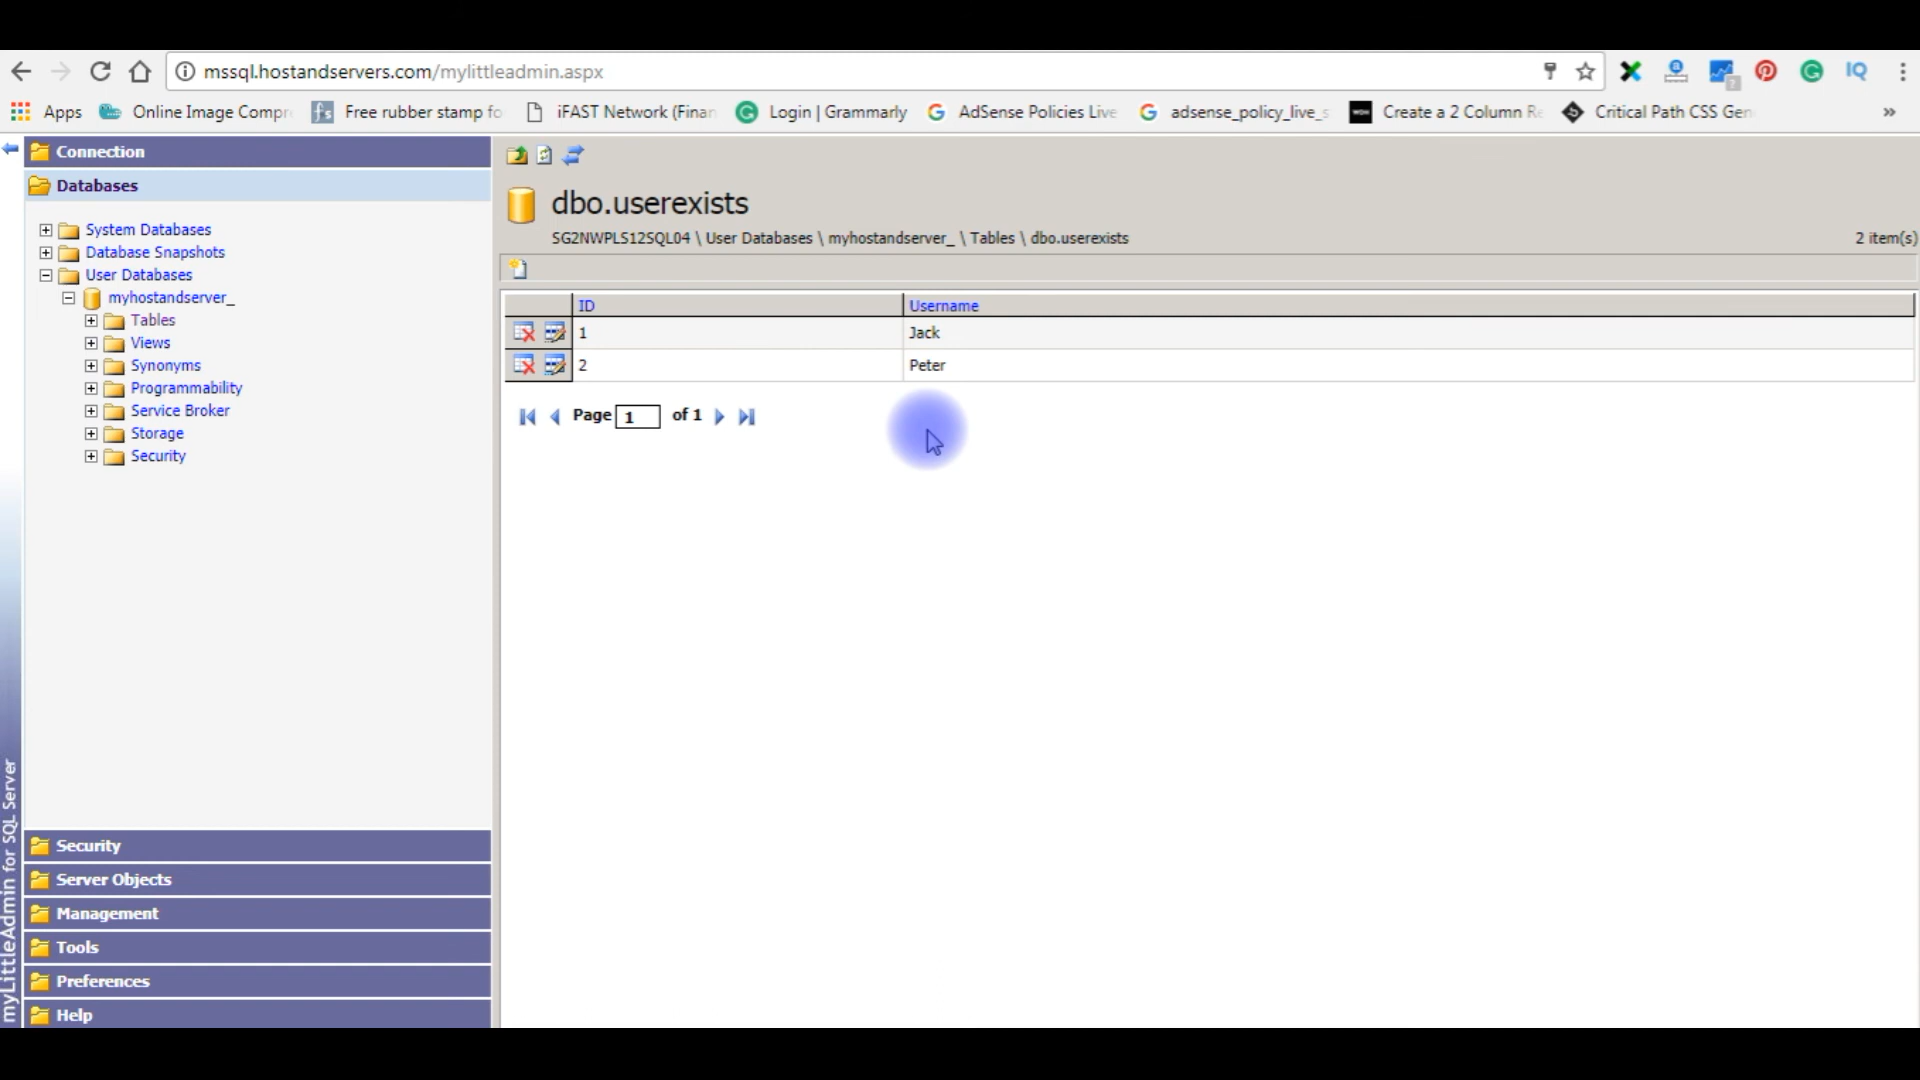 mssql.hostandservers.com/mylittleadmin.aspx
IQ
Apps Online Image Compr Free rubber stamp fo iFAST Network (Finan Login | Grammarly AdSense Policies Live adsense_policy_live_s Create a 2 Column Re Critical Path CSS Gen »
Connection
Databases
System Databases
Database Snapshots
User Databases
myhostandserver_
Tables
Views
Synonyms
Programmability
Service Broker
Storage
Security
Security
Server Objects
Management
Tools
Preferences
Help
myLittleAdmin for SQL Server
dbo.userexists
SG2NWPLS12SQL04 \ User Databases \ myhostandserver_ \ Tables \ dbo.userexists 2 item(s)
ID Username
1 Jack
2 Peter
Page 1 of 1